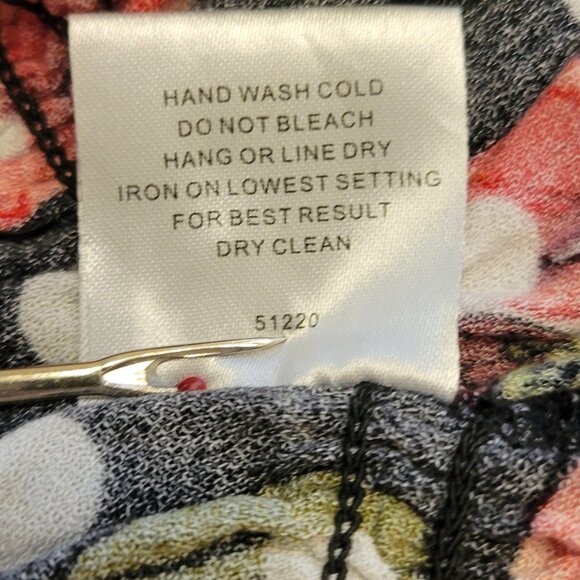 HAND WASH COLD
DO NOT BLEACH
HANG OR LINE DRY
IRON ON LOWEST SETTING
FOR BEST RESULT
DRY CLEAN
51220